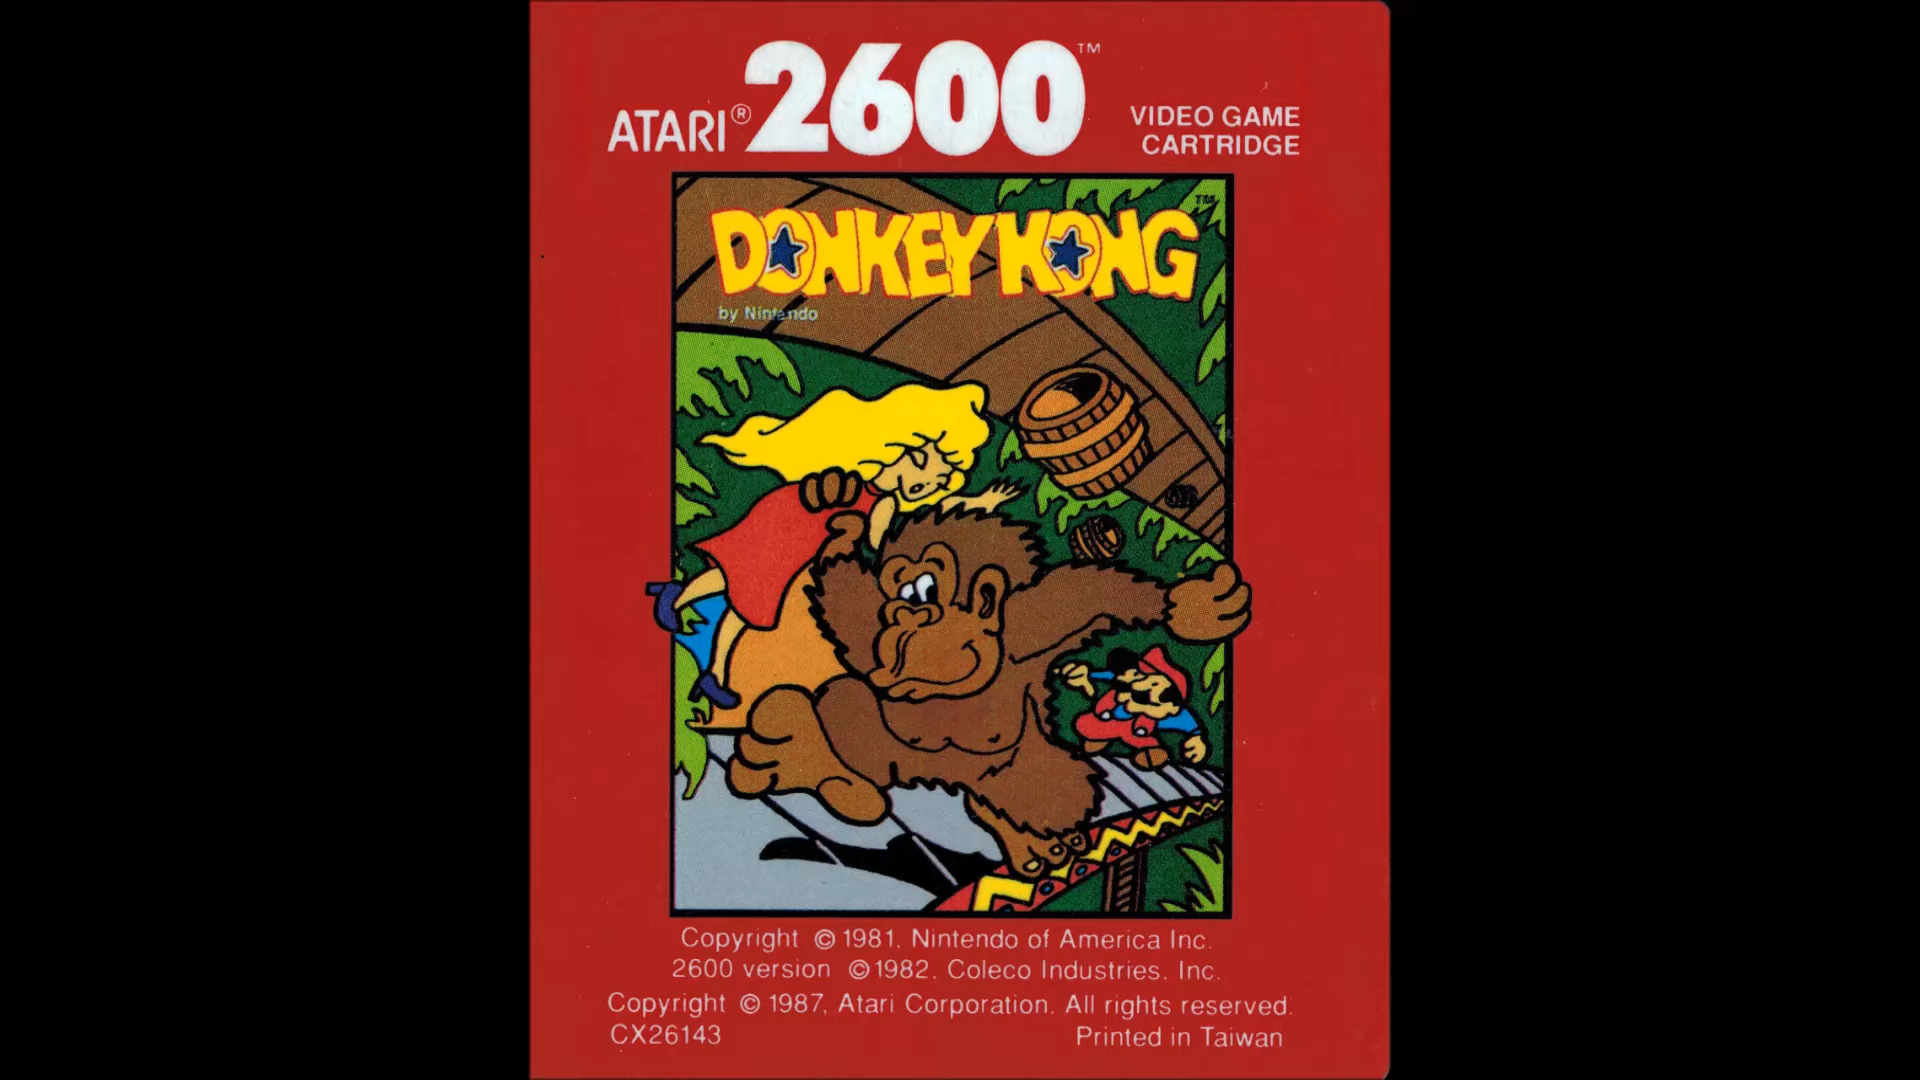 ATARI® 2600™
VIDEO GAME
CARTRIDGE
DONKEY KONG™
by Nintendo
Copyright © 1981, Nintendo of America Inc.
2600 version © 1982, Coleco Industries, Inc.
Copyright © 1987, Atari Corporation. All rights reserved.
CX26143
Printed in Taiwan